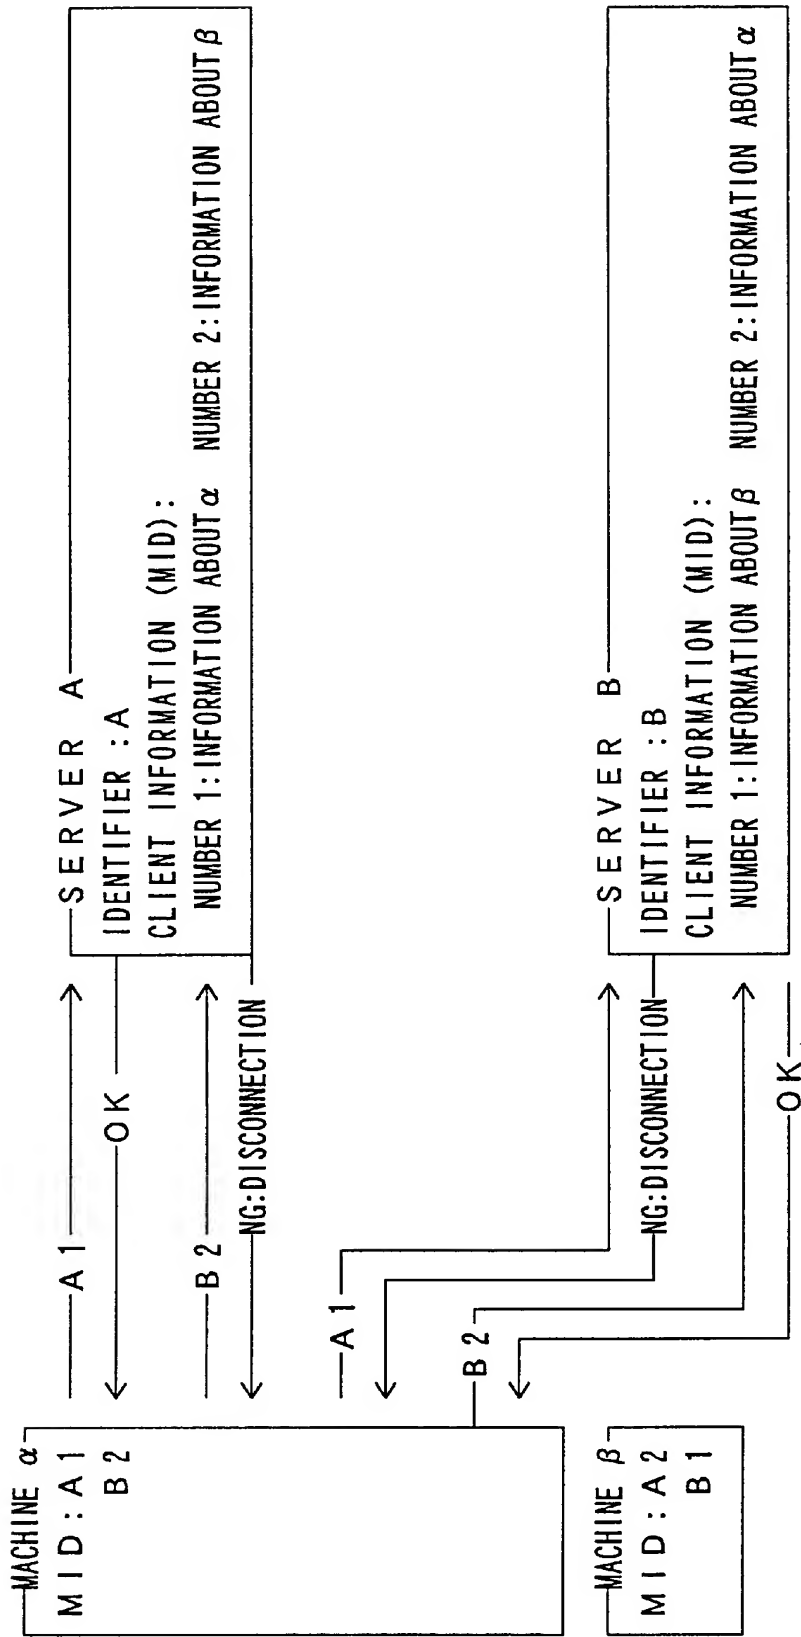 MACHINE α
MID:A1
B2
A1
OK
B2
NG:DISCONNECTION
SERVER A
IDENTIFIER :A
CLIENT INFORMATION (MID):
NUMBER 1:INFORMATION ABOUT α NUMBER 2:INFORMATION ABOUT β
MACHINE β
MID:A2
B1
A1
NG:DISCONNECTION
B2
OK
SERVER B
IDENTIFIER :B
CLIENT INFORMATION (MID):
NUMBER 1:INFORMATION ABOUT β NUMBER 2:INFORMATION ABOUT α